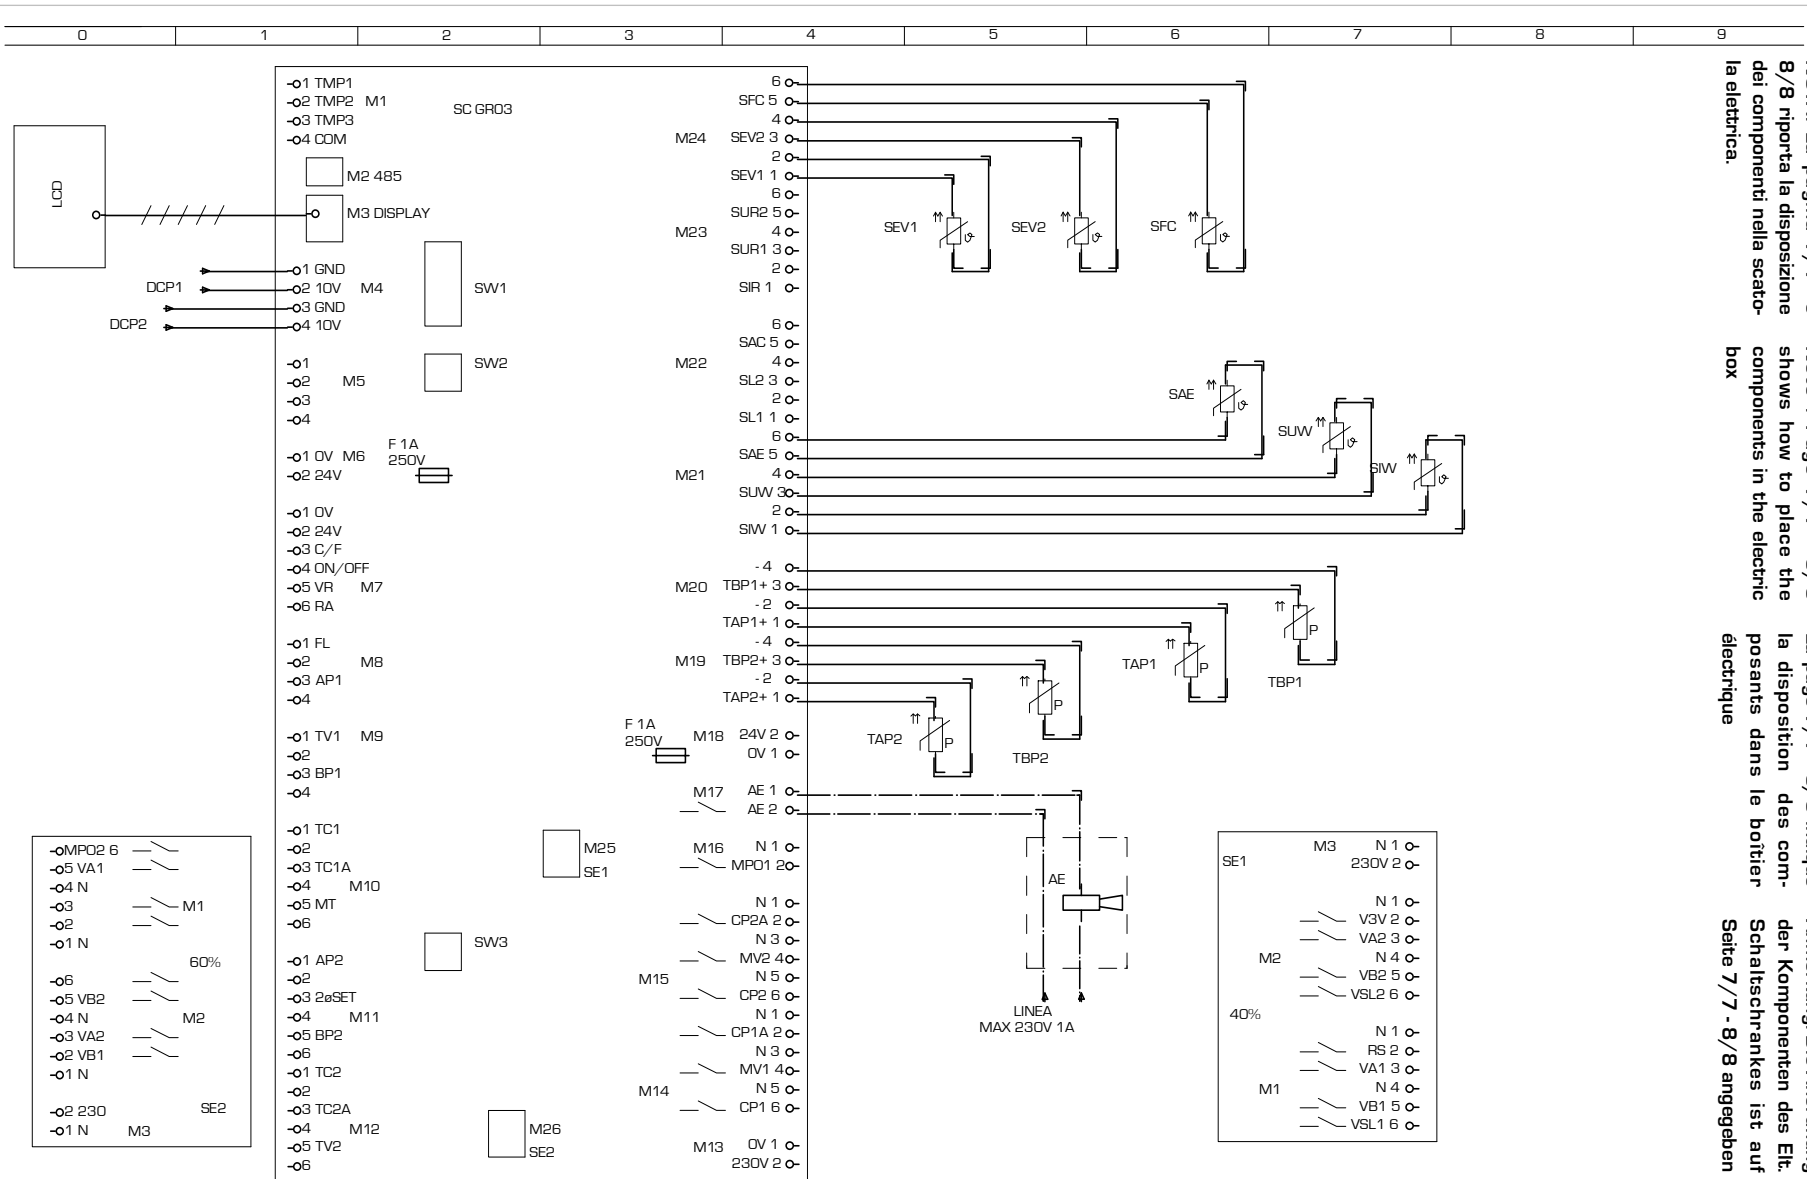 0 1 2 3 4 5 6 7 8 9
LCD
DCP1
DCP2
SC GR03
1 TMP1
2 TMP2 M1
3 TMP3
4 COM
M2 485
M3 DISPLAY
1 GND
2 10V M4
3 GND
4 10V
SW1
1
2 M5
3
4
SW2
1 0V M6
2 24V
F 1A
250V
1 0V
2 24V
3 C/F
4 ON/OFF
5 VR M7
6 RA
1 FL
2 M8
3 AP1
4
1 TV1 M9
2
3 BP1
4
1 TC1
2
3 TC1A
4 M10
5 MT
6
M25
SE1
SW3
1 AP2
2
3 2øSET
4 M11
5 BP2
6
1 TC2
2
3 TC2A
4 M12
5 TV2
6
M26
SE2
6
SFC 5
4
M24 SEV2 3
2
SEV1 1
6
SUR2 5
M23 4
SUR1 3
2
SIR 1
6
SAC 5
M22 4
SL2 3
2
SL1 1
6
SAE 5
M21 4
SUW 3
2
SIW 1
- 4
M20 TBP1+ 3
- 2
TAP1+ 1
- 4
M19 TBP2+ 3
- 2
TAP2+ 1
F 1A
250V
M18 24V 2
0V 1
M17 AE 1
AE 2
M16 N 1
MPO1 2
N 1
CP2A 2
N 3
MV2 4
M15 N 5
CP2 6
N 1
CP1A 2
N 3
MV1 4
M14 N 5
CP1 6
M13 0V 1
230V 2
SEV1
SEV2
SFC
ϑ
ϑ
ϑ
SAE
ϑ
SUW
ϑ
SIW
ϑ
TBP1
P
TAP1
P
TBP2
P
TAP2
P
AE
LINEA
MAX 230V 1A
MPO2 6
5 VA1
4 N
3 M1
2
1 N
60%
6
5 VB2
4 N M2
3 VA2
2 VB1
1 N
2 230 SE2
1 N M3
M3 N 1
SE1 230V 2
N 1
V3V 2
VA2 3
M2 N 4
VB2 5
VSL2 6
40%
N 1
RS 2
VA1 3
M1 N 4
VB1 5
VSL1 6
8/8 riporta la disposizione
dei componenti nella scato-
la elettrica.
shows how to place the
components in the electric
box
la disposition des com-
posants dans le boîtier
électrique
der Komponenten des Elt.
Schaltschrankes ist auf
Seite 7/7 - 8/8 angegeben